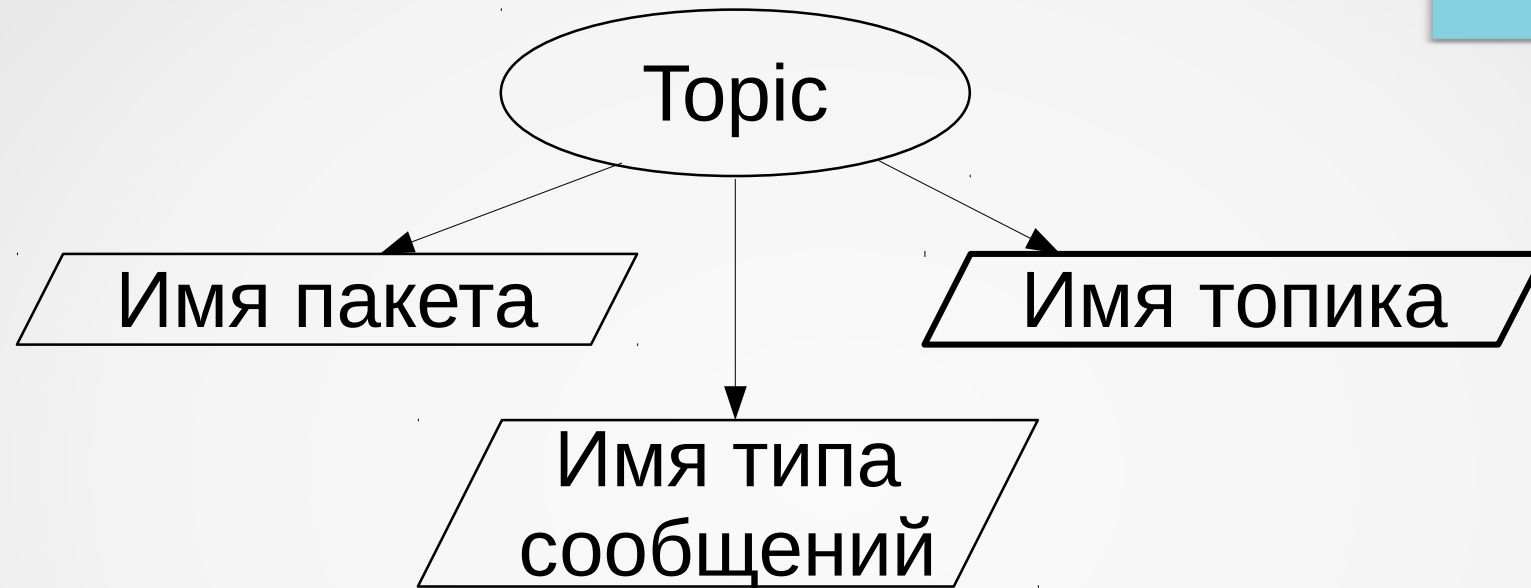 Topic
Имя пакета
Имя топика
Имя типа
сообщений